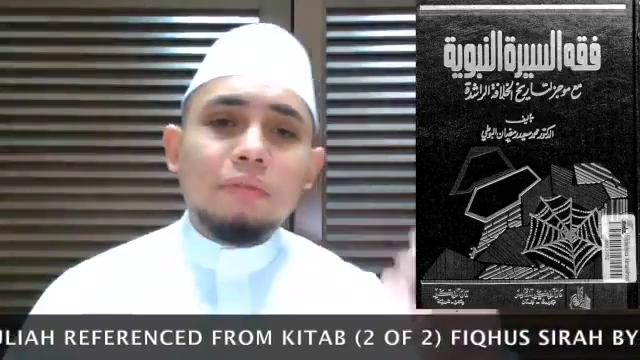 فقه السيرة النبوية
مع موجز لتاريخ الخلافة الراشدة
تأليف
الدكتور محمد سعيد رمضان البوطي
ULIAH REFERENCED FROM KITAB (2 OF 2) FIQHUS SIRAH BY